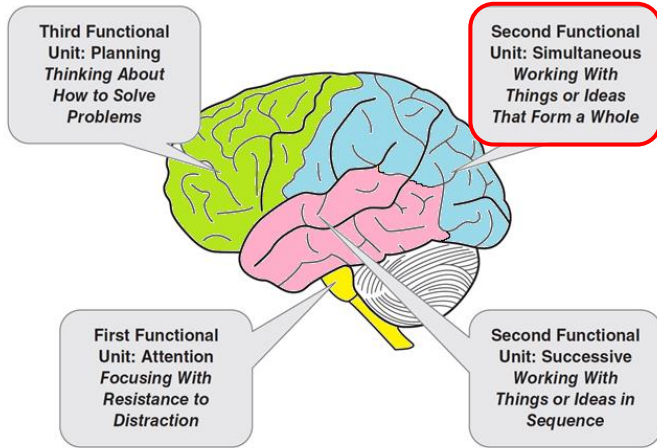 Third Functional
Unit: Planning
Thinking About
How to Solve
Problems
Second Functional
Unit: Simultaneous
Working With
Things or Ideas
That Form a Whole
First Functional
Unit: Attention
Focusing With
Resistance to
Distraction
Second Functional
Unit: Successive
Working With
Things or Ideas in
Sequence